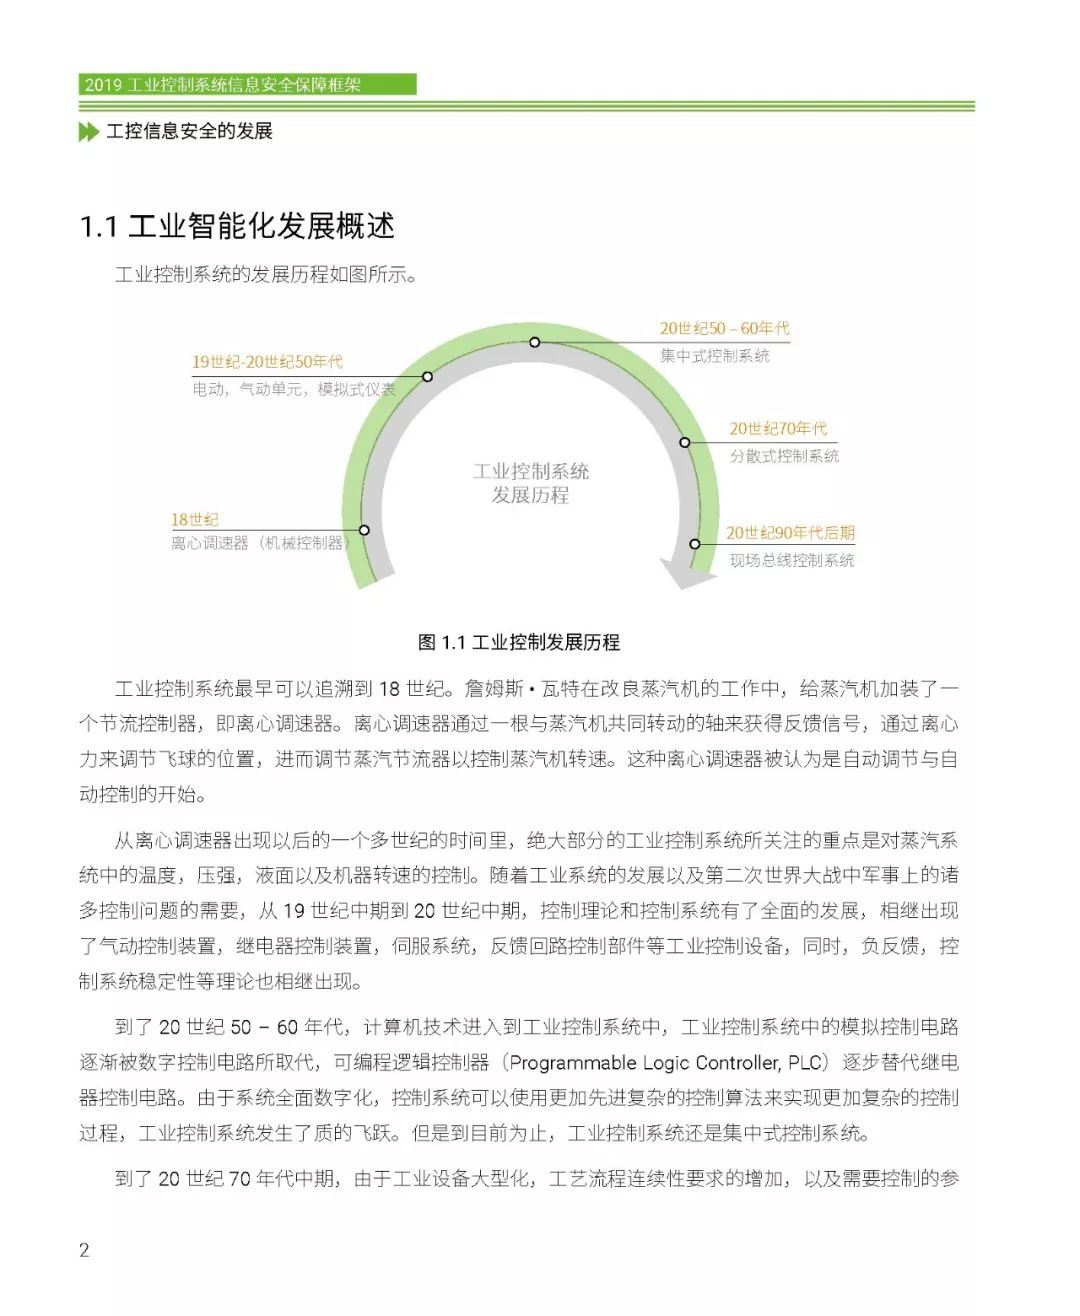 2019 工业控制系统信息安全保障框架
工控信息安全的发展
1.1 工业智能化发展概述
工业控制系统的发展历程如图所示。
20世纪50 – 60年代
集中式控制系统
19世纪-20世纪50年代
电动，气动单元，模拟式仪表
20世纪70年代
分散式控制系统
工业控制系统
发展历程
18世纪
离心调速器（机械控制器）
20世纪90年代后期
现场总线控制系统
图 1.1 工业控制发展历程
工业控制系统最早可以追溯到 18 世纪。詹姆斯 • 瓦特在改良蒸汽机的工作中，给蒸汽机加装了一
个节流控制器，即离心调速器。离心调速器通过一根与蒸汽机共同转动的轴来获得反馈信号，通过离心
力来调节飞球的位置，进而调节蒸汽节流器以控制蒸汽机转速。这种离心调速器被认为是自动调节与自
动控制的开始。
从离心调速器出现以后的一个多世纪的时间里，绝大部分的工业控制系统所关注的重点是对蒸汽系
统中的温度，压强，液面以及机器转速的控制。随着工业系统的发展以及第二次世界大战中军事上的诸
多控制问题的需要，从 19 世纪中期到 20 世纪中期，控制理论和控制系统有了全面的发展，相继出现
了气动控制装置，继电器控制装置，伺服系统，反馈回路控制部件等工业控制设备，同时，负反馈，控
制系统稳定性等理论也相继出现。
到了 20 世纪 50 – 60 年代，计算机技术进入到工业控制系统中，工业控制系统中的模拟控制电路
逐渐被数字控制电路所取代，可编程逻辑控制器（Programmable Logic Controller, PLC）逐步替代继电
器控制电路。由于系统全面数字化，控制系统可以使用更加先进复杂的控制算法来实现更加复杂的控制
过程，工业控制系统发生了质的飞跃。但是到目前为止，工业控制系统还是集中式控制系统。
到了 20 世纪 70 年代中期，由于工业设备大型化，工艺流程连续性要求的增加，以及需要控制的参
2